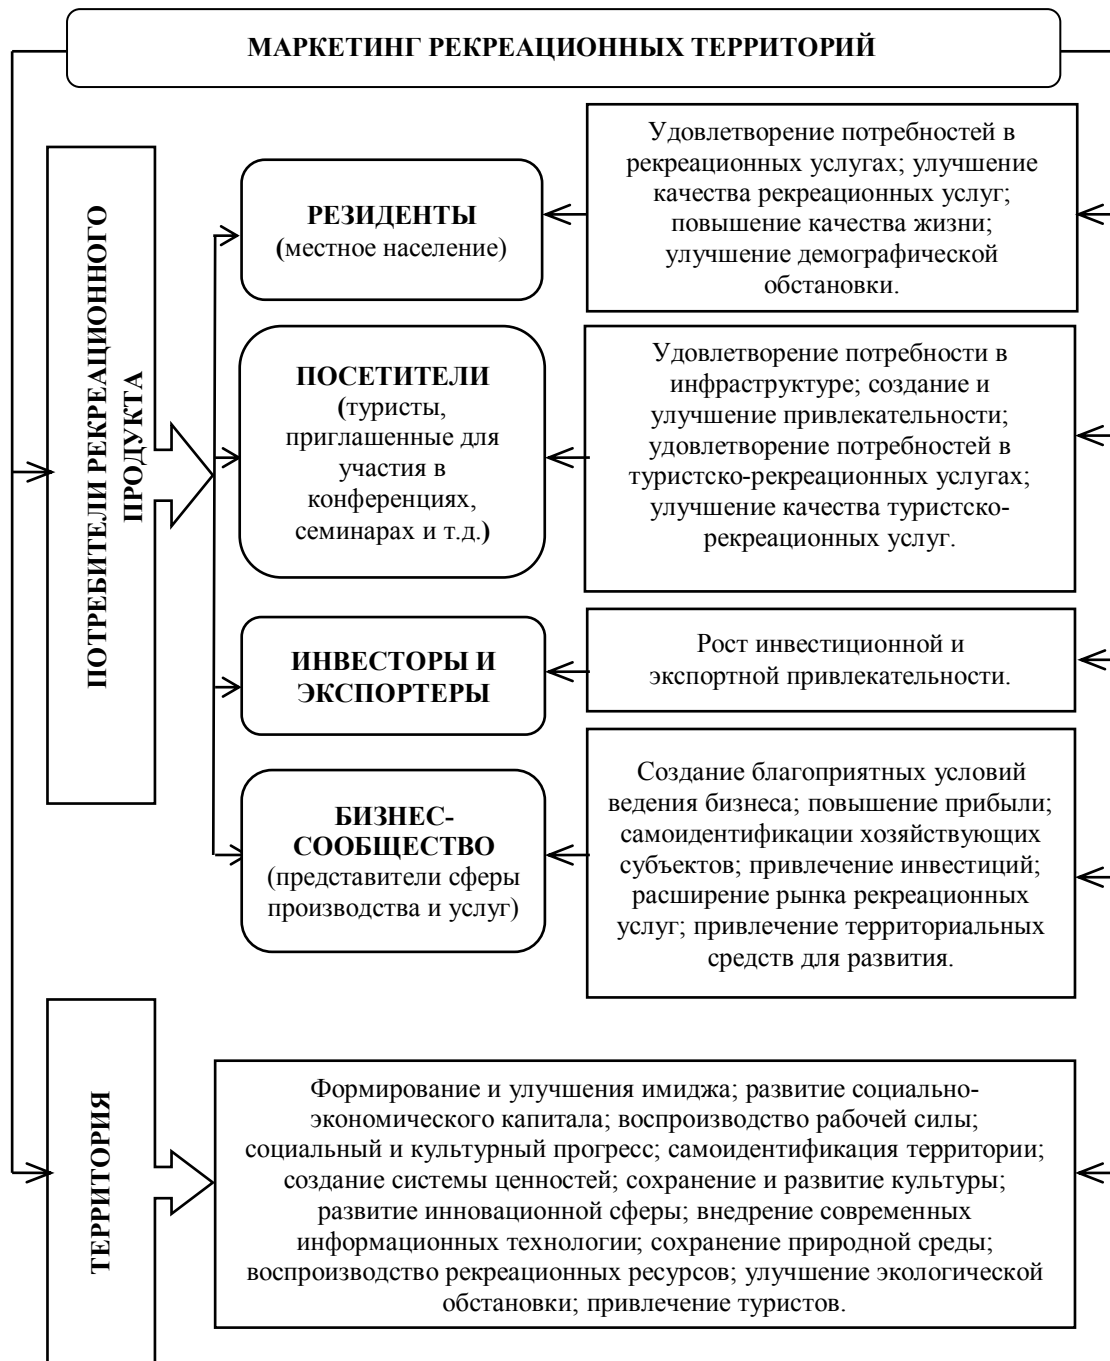 МАРКЕТИНГ РЕКРЕАЦИОННЫХ ТЕРРИТОРИЙ
ПОТРЕБИТЕЛИ РЕКРЕАЦИОННОГО
ПРОДУКТА
РЕЗИДЕНТЫ
(местное население)
Удовлетворение потребностей в
рекреационных услугах; улучшение
качества рекреационных услуг;
повышение качества жизни;
улучшение демографической
обстановки.
ПОСЕТИТЕЛИ
(туристы,
приглашенные для
участия в
конференциях,
семинарах и т.д.)
Удовлетворение потребности в
инфраструктуре; создание и
улучшение привлекательности;
удовлетворение потребностей в
туристско-рекреационных услугах;
улучшение качества туристско-
рекреационных услуг.
ИНВЕСТОРЫ И
ЭКСПОРТЕРЫ
Рост инвестиционной и
экспортной привлекательности.
БИЗНЕС-
СООБЩЕСТВО
(представители сферы
производства и услуг)
Создание благоприятных условий
ведения бизнеса; повышение прибыли;
самоидентификации хозяйствующих
субъектов; привлечение инвестиций;
расширение рынка рекреационных
услуг; привлечение территориальных
средств для развития.
ТЕРРИТОРИЯ
Формирование и улучшения имиджа; развитие социально-
экономического капитала; воспроизводство рабочей силы;
социальный и культурный прогресс; самоидентификация территории;
создание системы ценностей; сохранение и развитие культуры;
развитие инновационной сферы; внедрение современных
информационных технологии; сохранение природной среды;
воспроизводство рекреационных ресурсов; улучшение экологической
обстановки; привлечение туристов.